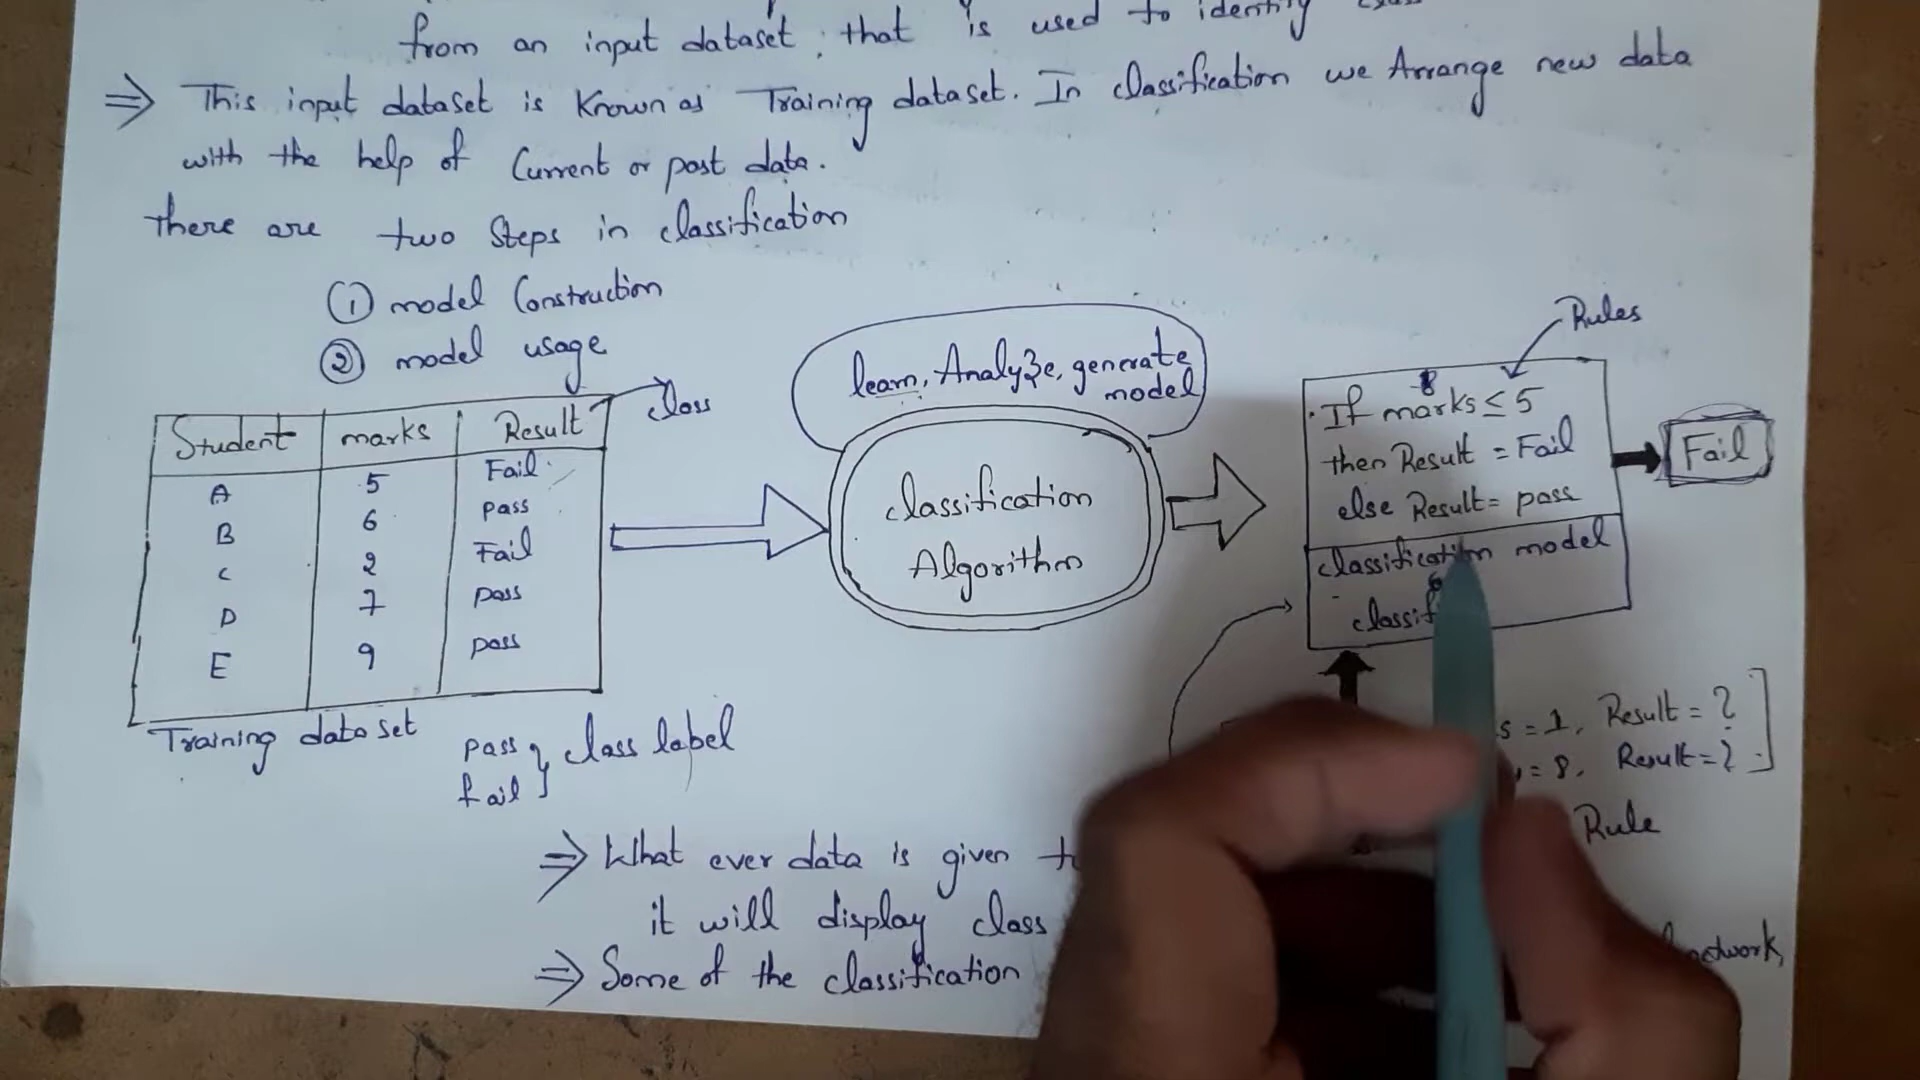 from an input dataset, that is used to identify
⇒ This input dataset is Known as Training dataset. In classification we Arrange new data
with the help of Current or past data.
there are two Steps in classification
① model Construction
② model usage
class
Student marks Result
A 5 Fail
B 6 pass
C 2 Fail
D 7 pass
E 9 pass
Training dataset
pass
fail } class label
learn, Analyze, generate
model
classification
Algorithm
Rules
8
If marks ≤ 5
then Result = Fail
else Result = pass
classification model
classif
Fail
= 1, Result = ?
= 8, Result = ?
Rule
⇒ What ever data is given
it will display class
⇒ Some of the classification